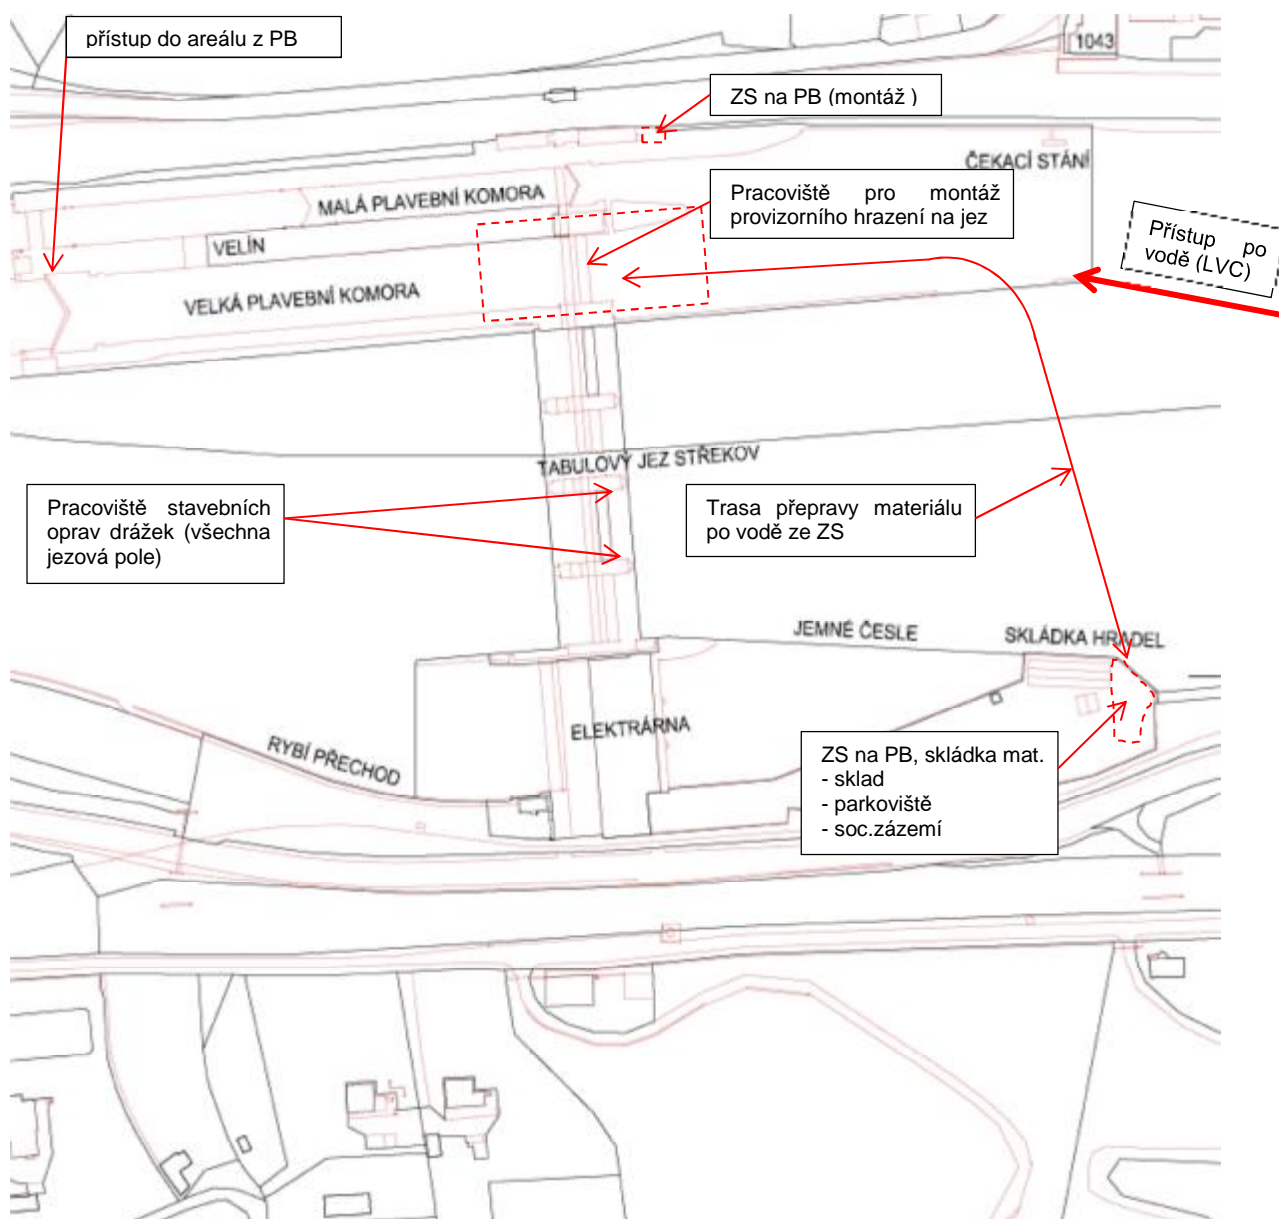 přístup do areálu z PB
1043
ZS na PB (montáž )
ČEKACÍ STÁNÍ
MALÁ PLAVEBNÍ KOMORA
Pracoviště pro montáž
provizorního hrazení na jez
Přístup po
vodě (LVC)
VELÍN
VELKÁ PLAVEBNÍ KOMORA
TABULOVÝ JEZ STŘEKOV
Pracoviště stavebních
oprav drážek (všechna
jezová pole)
Trasa přepravy materiálu
po vodě ze ZS
JEMNÉ ČESLE
SKLÁDKA HRADEL
ELEKTRÁRNA
RYBÍ PŘECHOD
ZS na PB, skládka mat.
- sklad
- parkoviště
- soc.zázemí